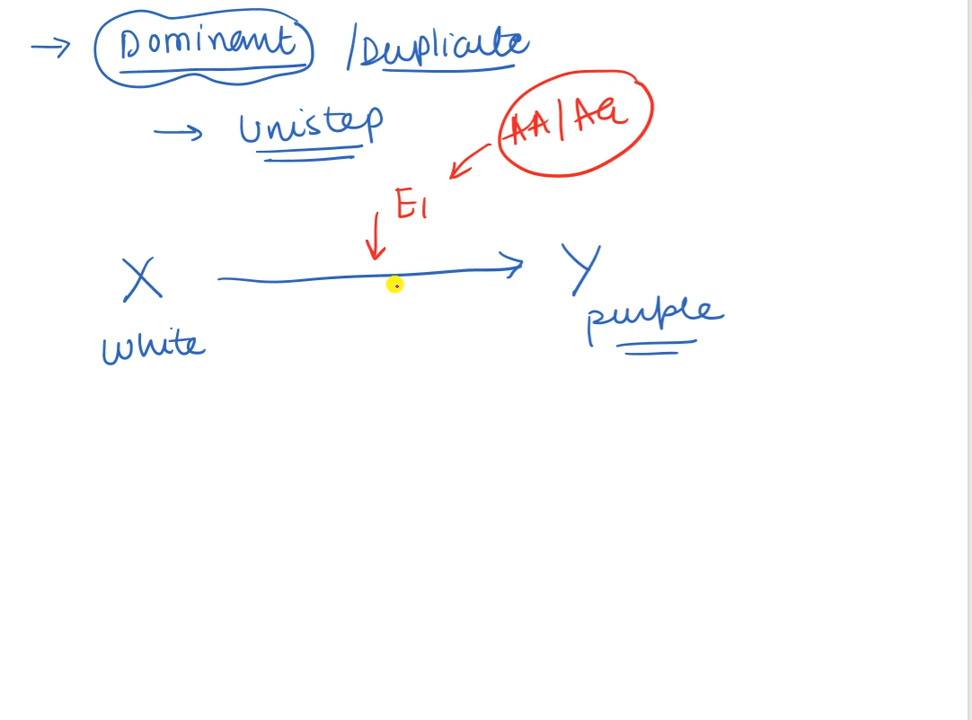 → Dominant / Duplicate
→ Unistep
AA/Aa
E1
X → Y
white
purple